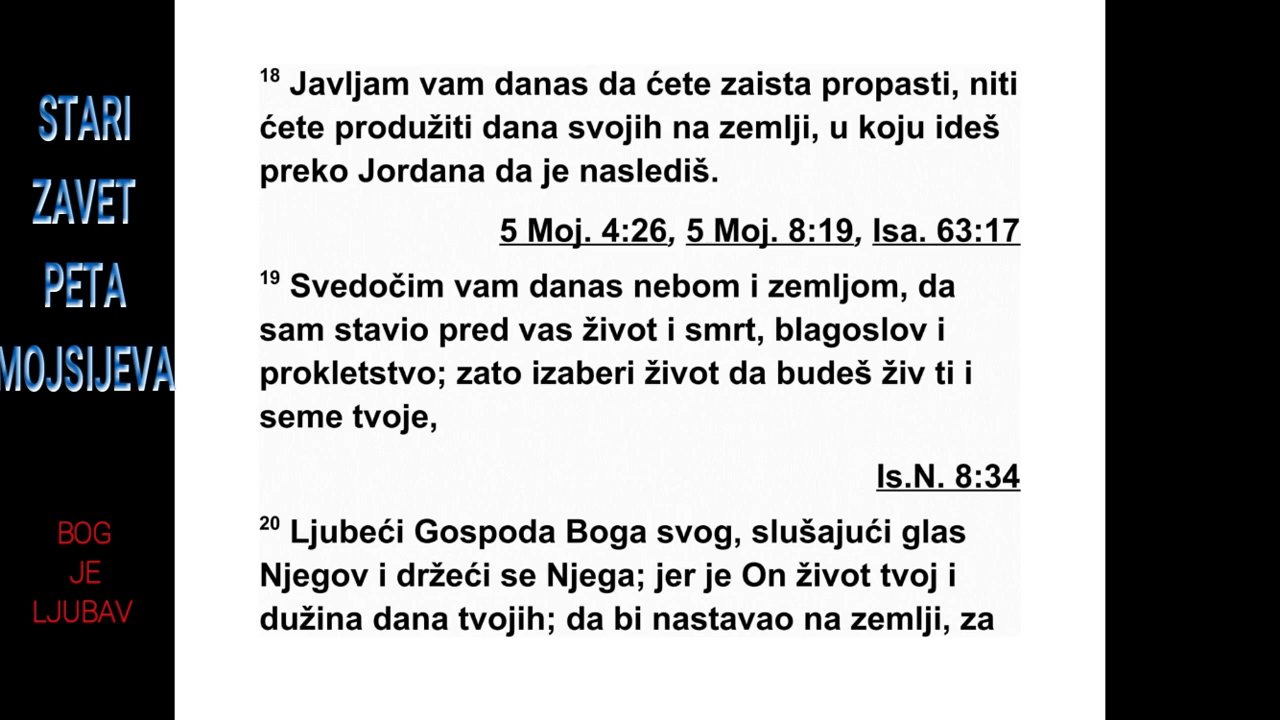 STARI
ZAVET
PETA
MOJSIJEVA
BOG
JE
LJUBAV
18 Javljam vam danas da ćete zaista propasti, niti
ćete produžiti dana svojih na zemlji, u koju ideš
preko Jordana da je naslediš.
5 Moj. 4:26, 5 Moj. 8:19, Isa. 63:17
19 Svedočim vam danas nebom i zemljom, da
sam stavio pred vas život i smrt, blagoslov i
prokletstvo; zato izaberi život da budeš živ ti i
seme tvoje,
Is.N. 8:34
20 Ljubeći Gospoda Boga svog, slušajući glas
Njegov i držeći se Njega; jer je On život tvoj i
dužina dana tvojih; da bi nastavao na zemlji, za